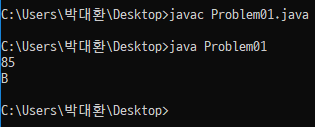 C:\Users\박대환\Desktop>javac Problem01.java
C:\Users\박대환\Desktop>java Problem01
85
B
C:\Users\박대환\Desktop>